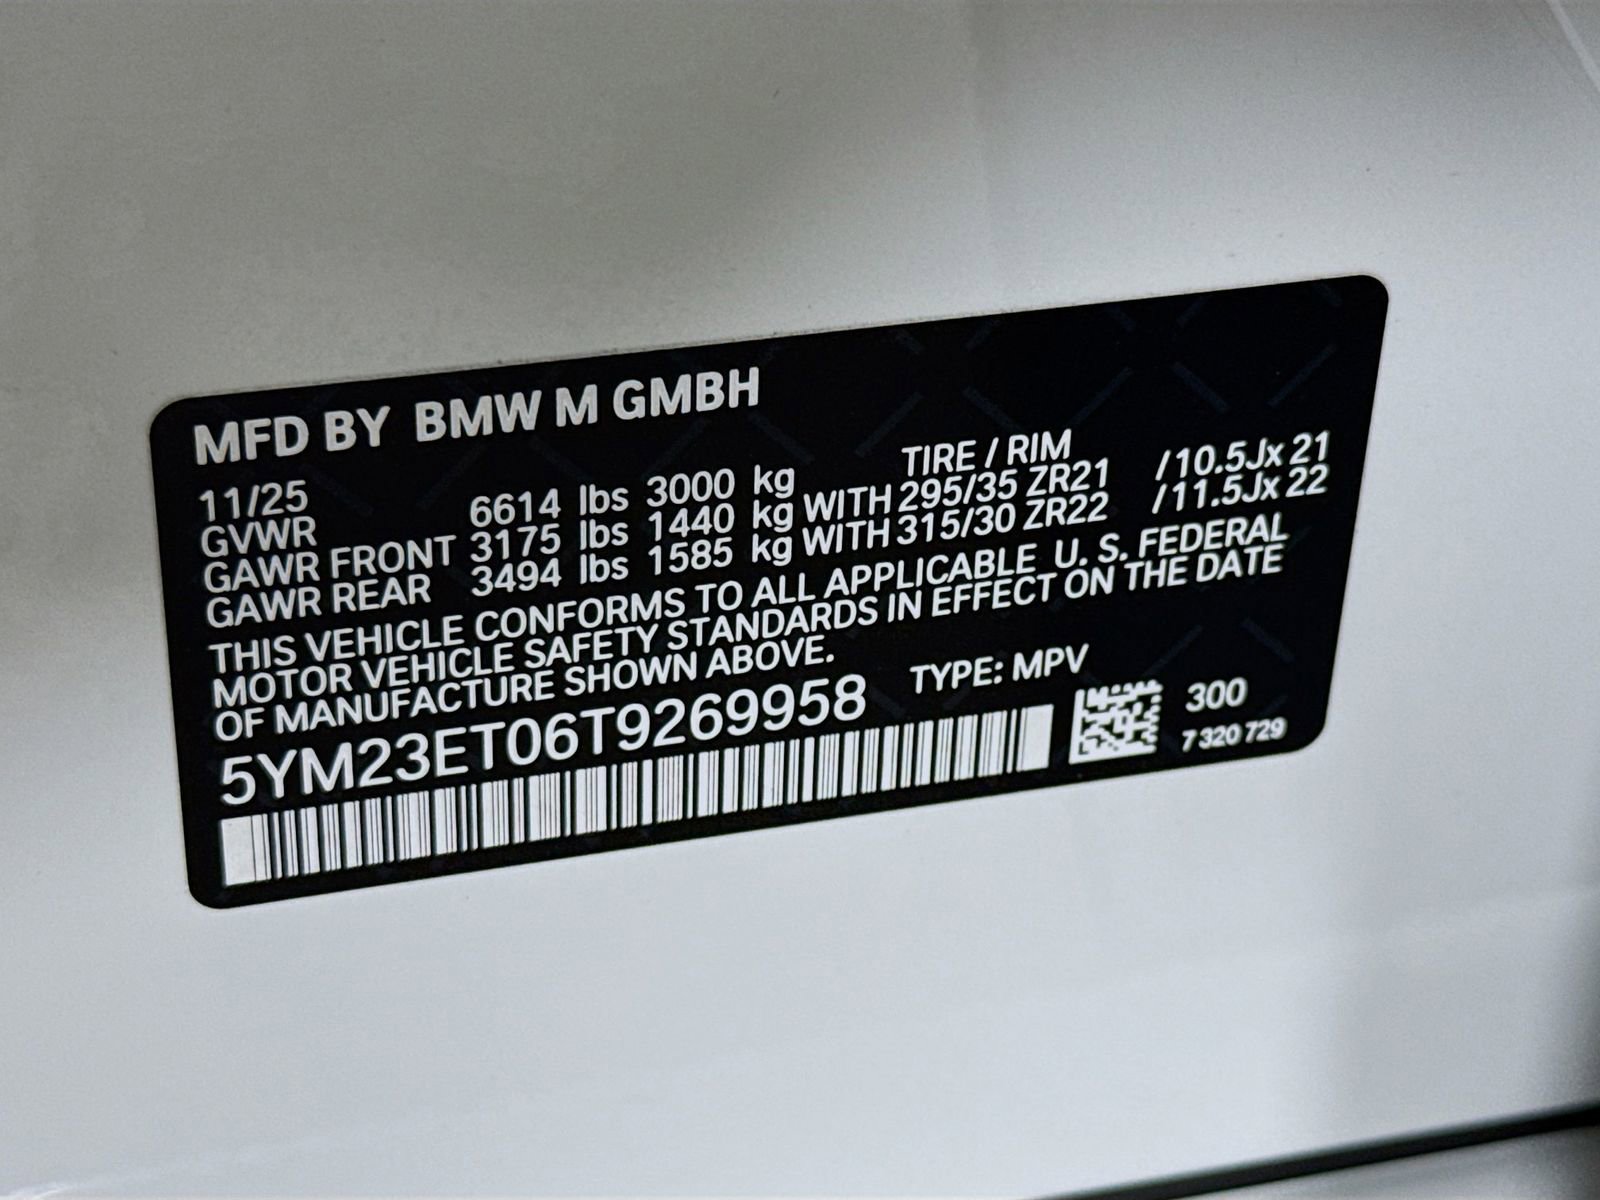 MFD BY BMW M GMBH
11/25 TIRE / RIM
GVWR 6614 lbs 3000 kg
GAWR FRONT 3175 lbs 1440 kg WITH 295/35 ZR21 /10.5Jx 21
GAWR REAR 3494 lbs 1585 kg WITH 315/30 ZR22 /11.5Jx 22
THIS VEHICLE CONFORMS TO ALL APPLICABLE U. S. FEDERAL
MOTOR VEHICLE SAFETY STANDARDS IN EFFECT ON THE DATE
OF MANUFACTURE SHOWN ABOVE.
5YM23ET06T9269958 TYPE: MPV
300
7 320 729